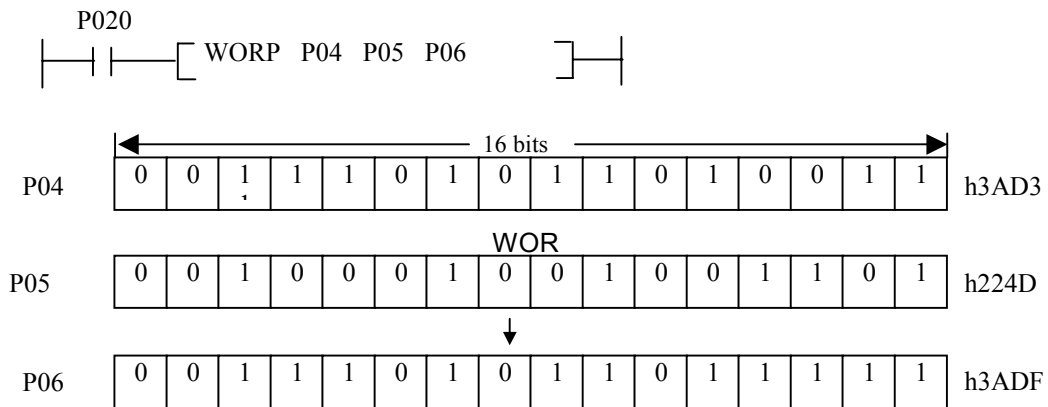 P020
WORP P04 P05 P06
16 bits
P04 0 0 1 1 1 0 1 0 1 1 0 1 0 0 1 1 h3AD3
WOR
P05 0 0 1 0 0 0 1 0 0 1 0 0 1 1 0 1 h224D
P06 0 0 1 1 1 0 1 0 1 1 0 1 1 1 1 1 h3ADF